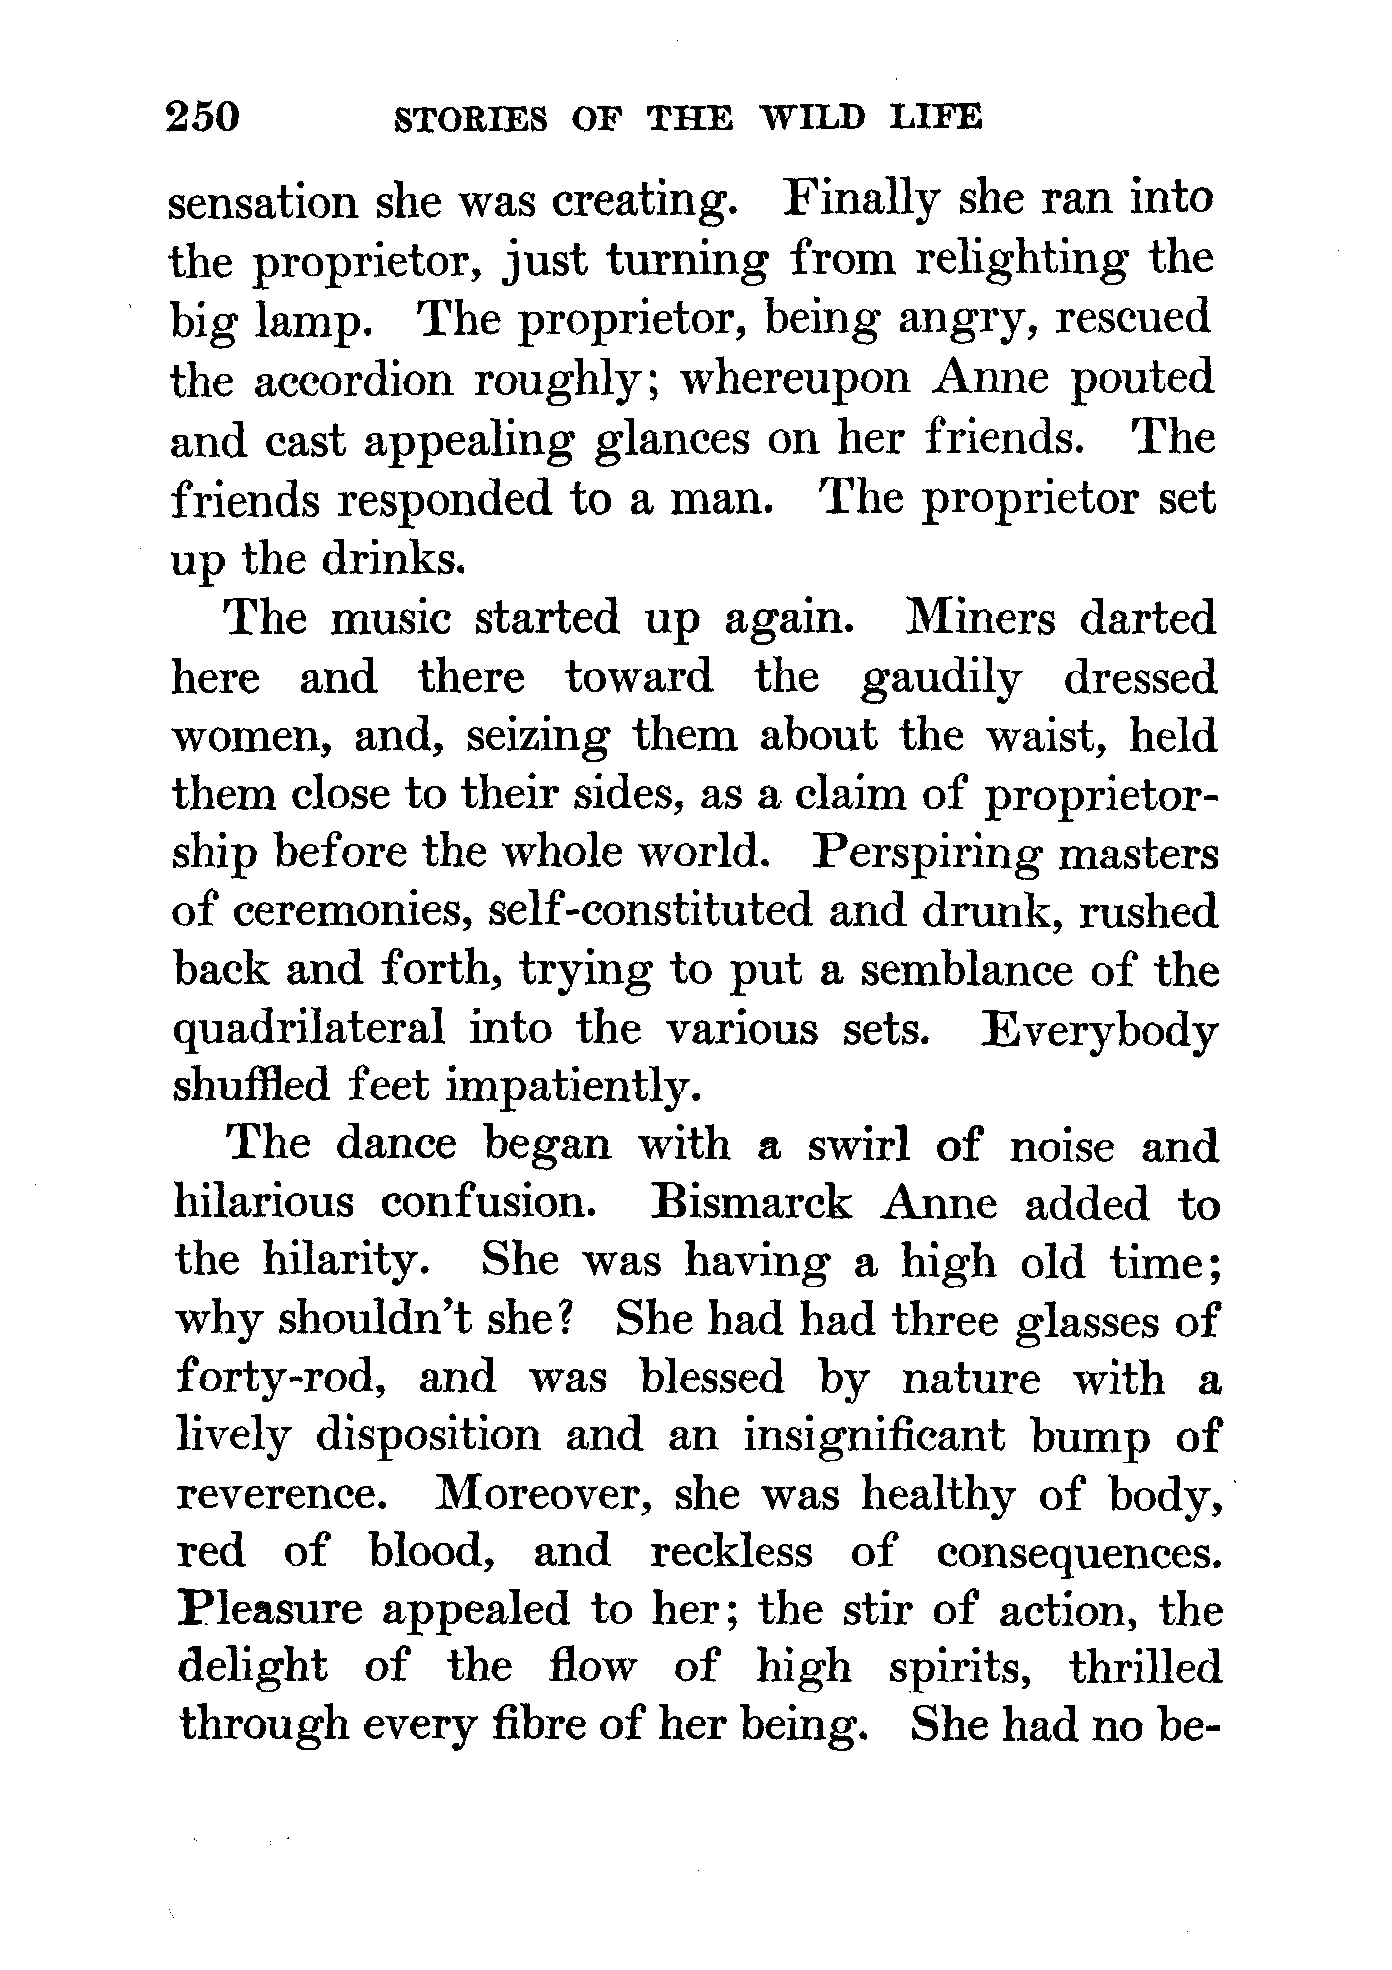 250 STORIES OF THE WILD LIFE
sensation she was creating. Finally she ran into
the proprietor, just turning from relighting the
big lamp. The proprietor, being angry, rescued
the accordion roughly; whereupon Anne pouted
and cast appealing glances on her friends. The
friends responded to a man. The proprietor set
up the drinks.
The music started up again. Miners darted
here and there toward the gaudily dressed
women, and, seizing them about the waist, held
them close to their sides, as a claim of proprietor-
ship before the whole world. Perspiring masters
of ceremonies, self-constituted and drunk, rushed
back and forth, trying to put a semblance of the
quadrilateral into the various sets. Everybody
shuffled feet impatiently.
The dance began with a swirl of noise and
hilarious confusion. Bismarck Anne added to
the hilarity. She was having a high old time;
why shouldn't she? She had had three glasses of
forty-rod, and was blessed by nature with a
lively disposition and an insignificant bump of
reverence. Moreover, she was healthy of body,
red of blood, and reckless of consequences.
Pleasure appealed to her; the stir of action, the
delight of the flow of high spirits, thrilled
through every fibre of her being. She had no be-